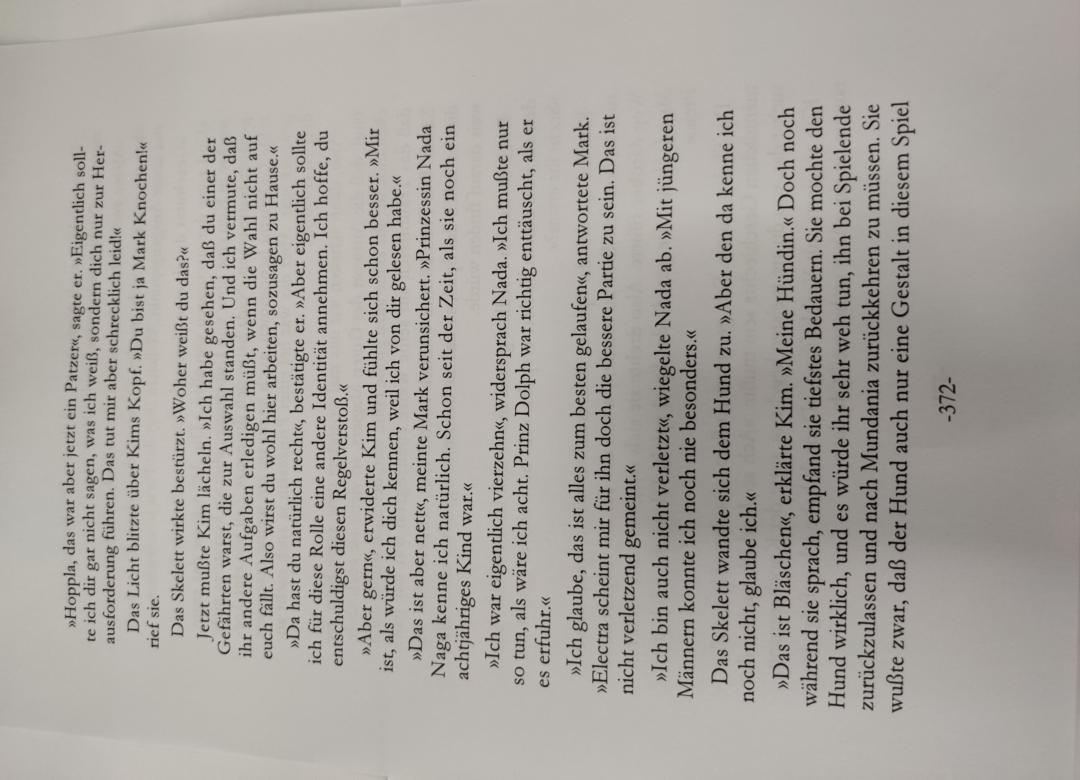 »Hoppla, das war aber jetzt ein Patzer«, sagte er. »Eigentlich soll-
te ich dir gar nicht sagen, was ich weiß, sondern dich nur zur Her-
ausforderung führen. Das tut mir aber schrecklich leid!«
Das Licht blitzte über Kims Kopf. »Du bist ja Mark Knochen!«
rief sie.
Das Skelett wirkte bestürzt. »Woher weißt du das?«
Jetzt mußte Kim lächeln. »Ich habe gesehen, daß du einer der
Gefährten warst, die zur Auswahl standen. Und ich vermute, daß
ihr andere Aufgaben erledigen müßt, wenn die Wahl nicht auf
euch fällt. Also wirst du wohl hier arbeiten, sozusagen zu Hause.«
»Da hast du natürlich recht«, bestätigte er. »Aber eigentlich sollte
ich für diese Rolle eine andere Identität annehmen. Ich hoffe, du
entschuldigst diesen Regelverstoß.«
»Aber gern«, erwiderte Kim und fühlte sich schon besser. »Mir
ist, als würde ich dich kennen, weil ich von dir gelesen habe.«
»Das ist aber nett«, meinte Mark verunsichert. »Prinzessin Nada
Naga kenne ich natürlich. Schon seit der Zeit, als sie noch ein
achtjähriges Kind war.«
»Ich war eigentlich vierzehn«, widersprach Nada. »Ich mußte nur
so tun, als wäre ich acht. Prinz Dolph war richtig enttäuscht, als er
es erfuhr.«
»Ich glaube, das ist alles zum besten gelaufen«, antwortete Mark.
»Electra scheint mir für ihn doch die bessere Partie zu sein. Das ist
nicht verletzend gemeint.«
»Ich bin auch nicht verletzt«, wiegelte Nada ab. »Mit jüngeren
Männern konnte ich noch nie besonders.«
Das Skelett wandte sich dem Hund zu. »Aber den da kenne ich
noch nicht, glaube ich.«
»Das ist Bläschen«, erklärte Kim. »Meine Hündin.« Doch noch
während sie sprach, empfand sie tiefstes Bedauern. Sie mochte den
Hund wirklich, und es würde ihr sehr weh tun, ihn bei Spielende
zurückzulassen und nach Mundania zurückkehren zu müssen. Sie
wußte zwar, daß der Hund auch nur eine Gestalt in diesem Spiel
-372-